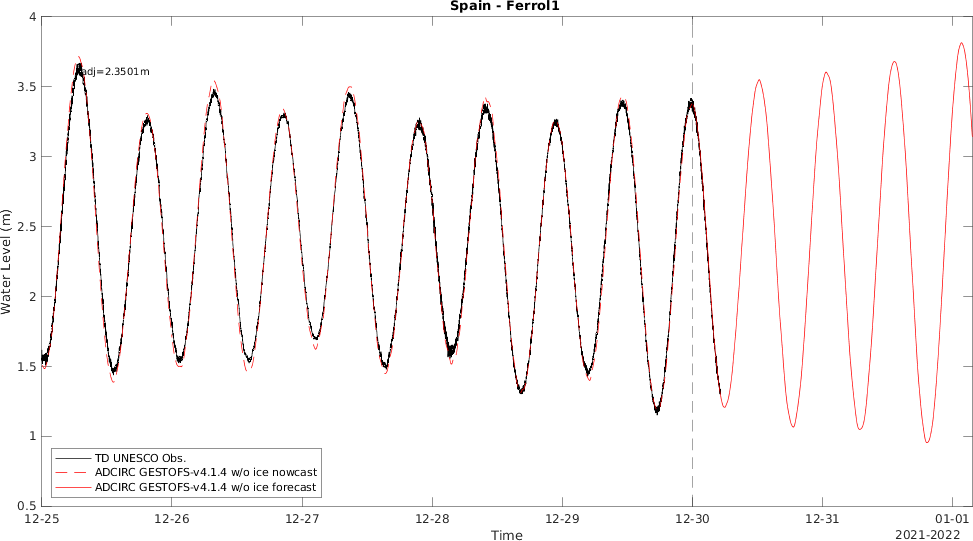 Spain - Ferrol1
4
3.5
3
2.5
2
1.5
1
0.5
Water Level (m)
adj=2.3501m
TD UNESCO Obs.
ADCIRC GESTOFS-v4.1.4 w/o ice nowcast
ADCIRC GESTOFS-v4.1.4 w/o ice forecast
12-25 12-26 12-27 12-28 12-29 12-30 12-31 01-01
Time
2021-2022